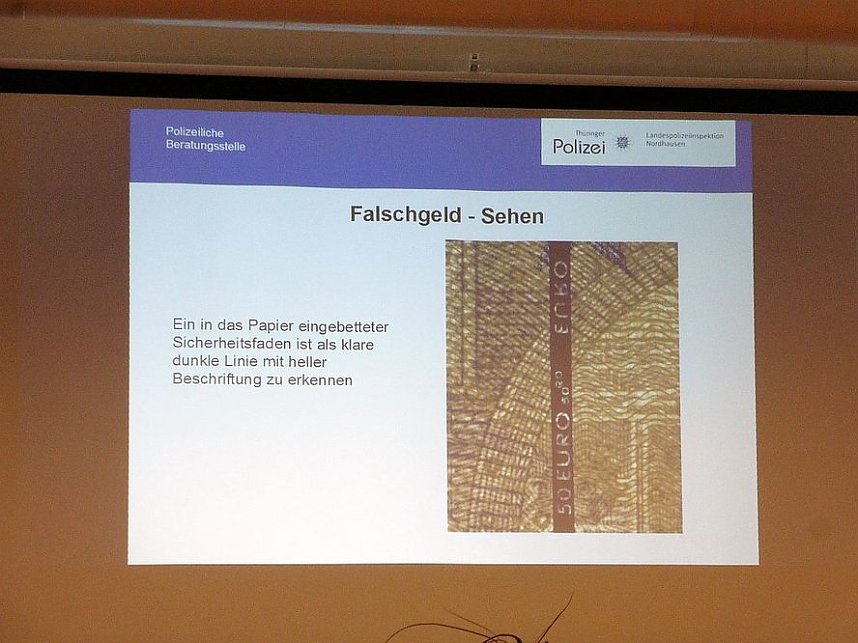 Polizeiliche
Beratungsstelle
Thüringer
Polizei
Landespolizeiinspektion
Nordhausen
Falschgeld - Sehen
Ein in das Papier eingebetteter
Sicherheitsfaden ist als klare
dunkle Linie mit heller
Beschriftung zu erkennen
50 EURO
EURO